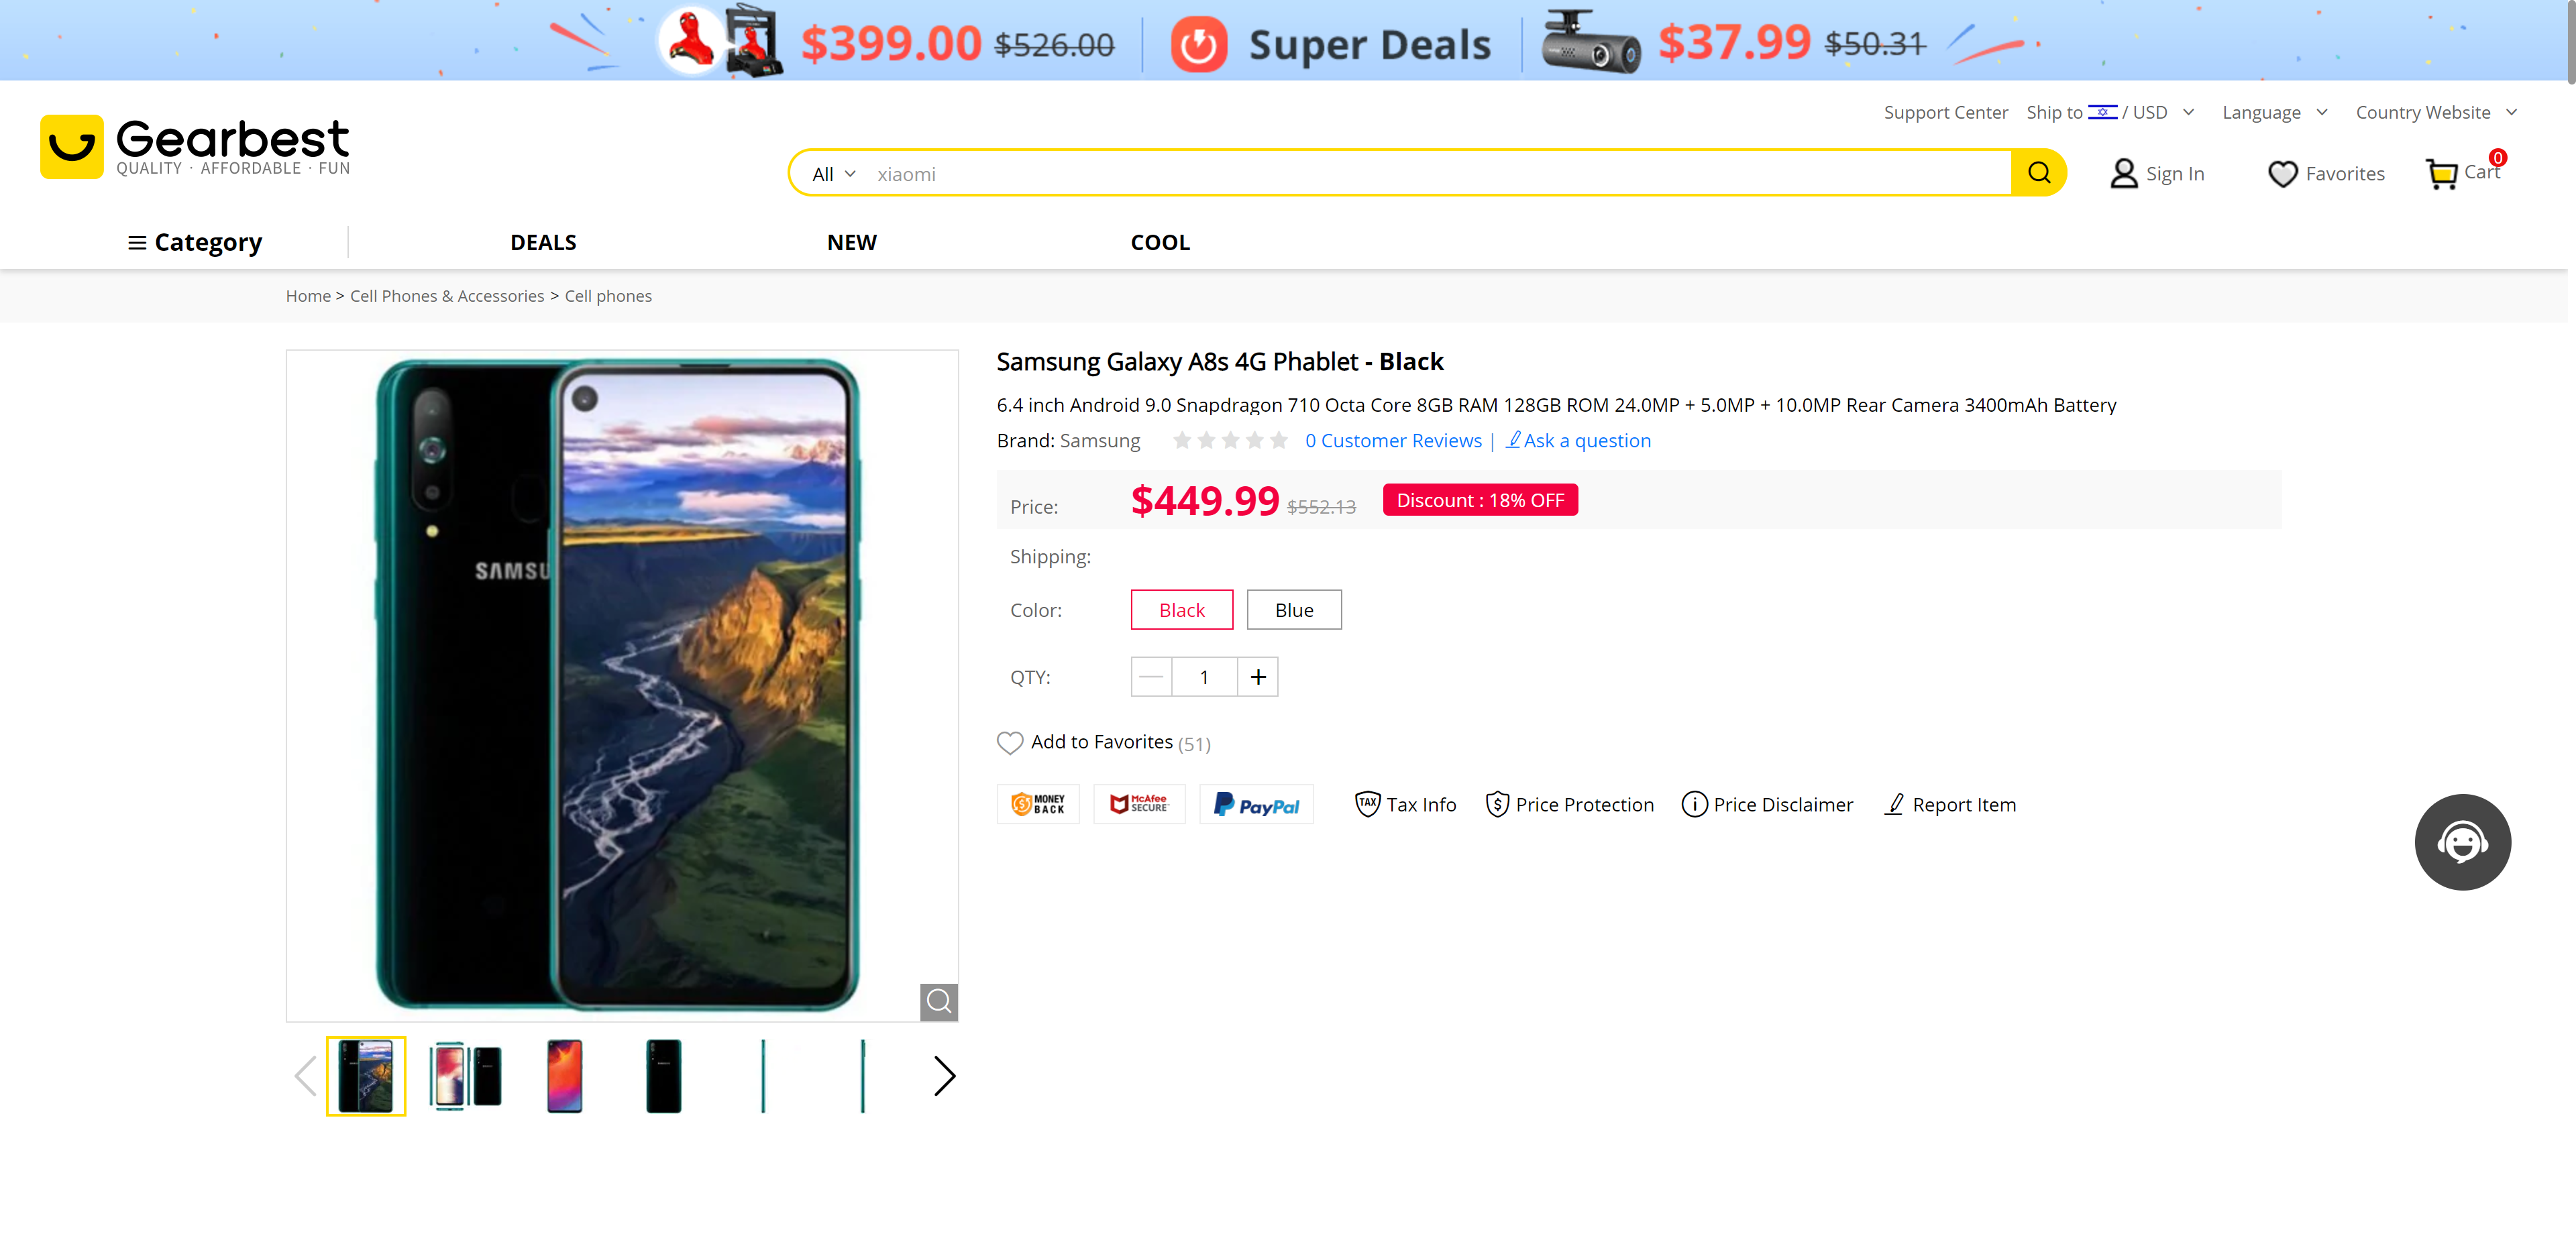 $399.00 $526.00 Super Deals $37.99 $50.31
Support Center Ship to / USD Language Country Website
Gearbest
QUALITY · AFFORDABLE · FUN
All xiaomi
Sign In Favorites Cart 0
Category DEALS NEW COOL
Home > Cell Phones & Accessories > Cell phones
Samsung Galaxy A8s 4G Phablet - Black
6.4 inch Android 9.0 Snapdragon 710 Octa Core 8GB RAM 128GB ROM 24.0MP + 5.0MP + 10.0MP Rear Camera 3400mAh Battery
Brand: Samsung 0 Customer Reviews | Ask a question
Price: $449.99 $552.13 Discount : 18% OFF
Shipping:
SAMSU
Color: Black Blue
QTY: 1 +
Add to Favorites (51)
MONEY BACK McAfee SECURE PayPal TAX Tax Info Price Protection Price Disclaimer Report Item